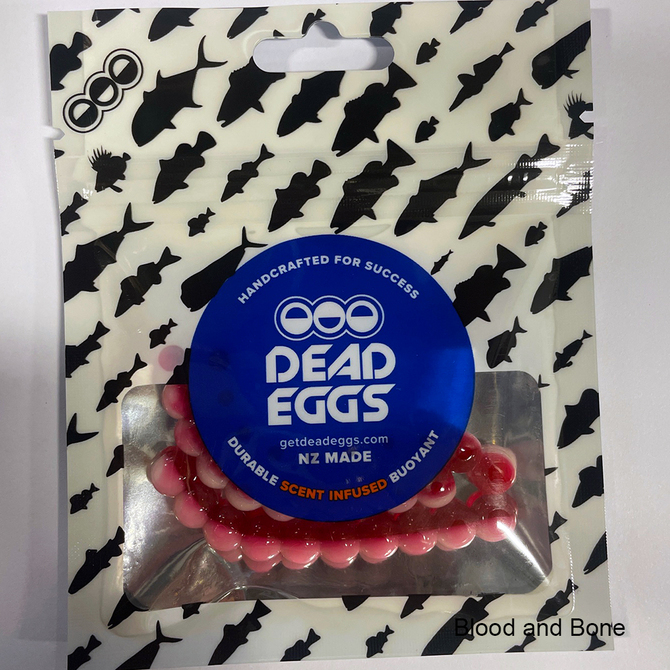 HANDCRAFTED FOR SUCCESS
DEAD
EGGS
getdeadeggs.com
NZ MADE
DURABLE SCENT INFUSED BUOYANT
Blood and Bone